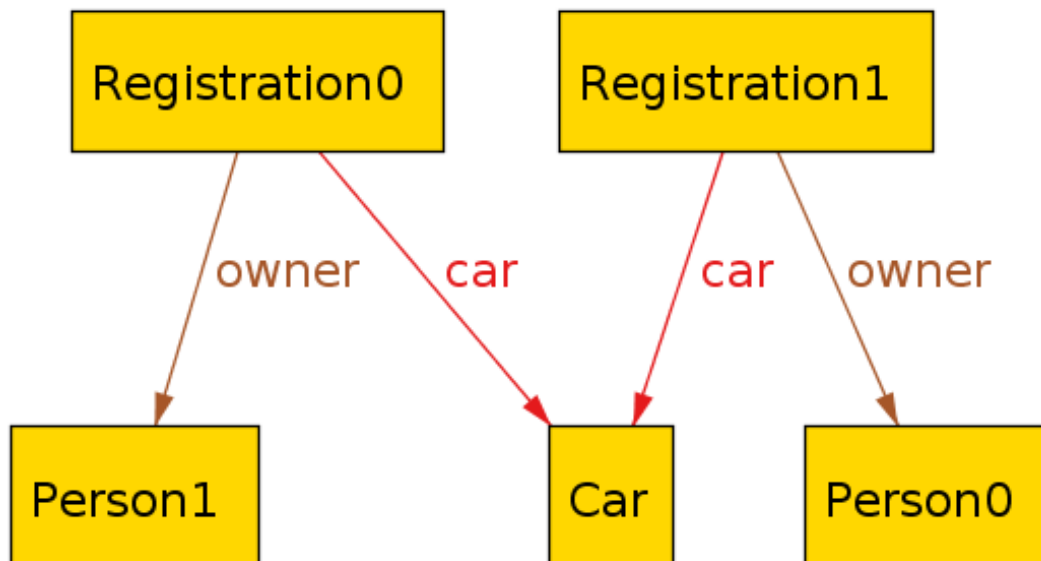 Registration0
Registration1
owner
car
car
owner
Person1
Car
Person0